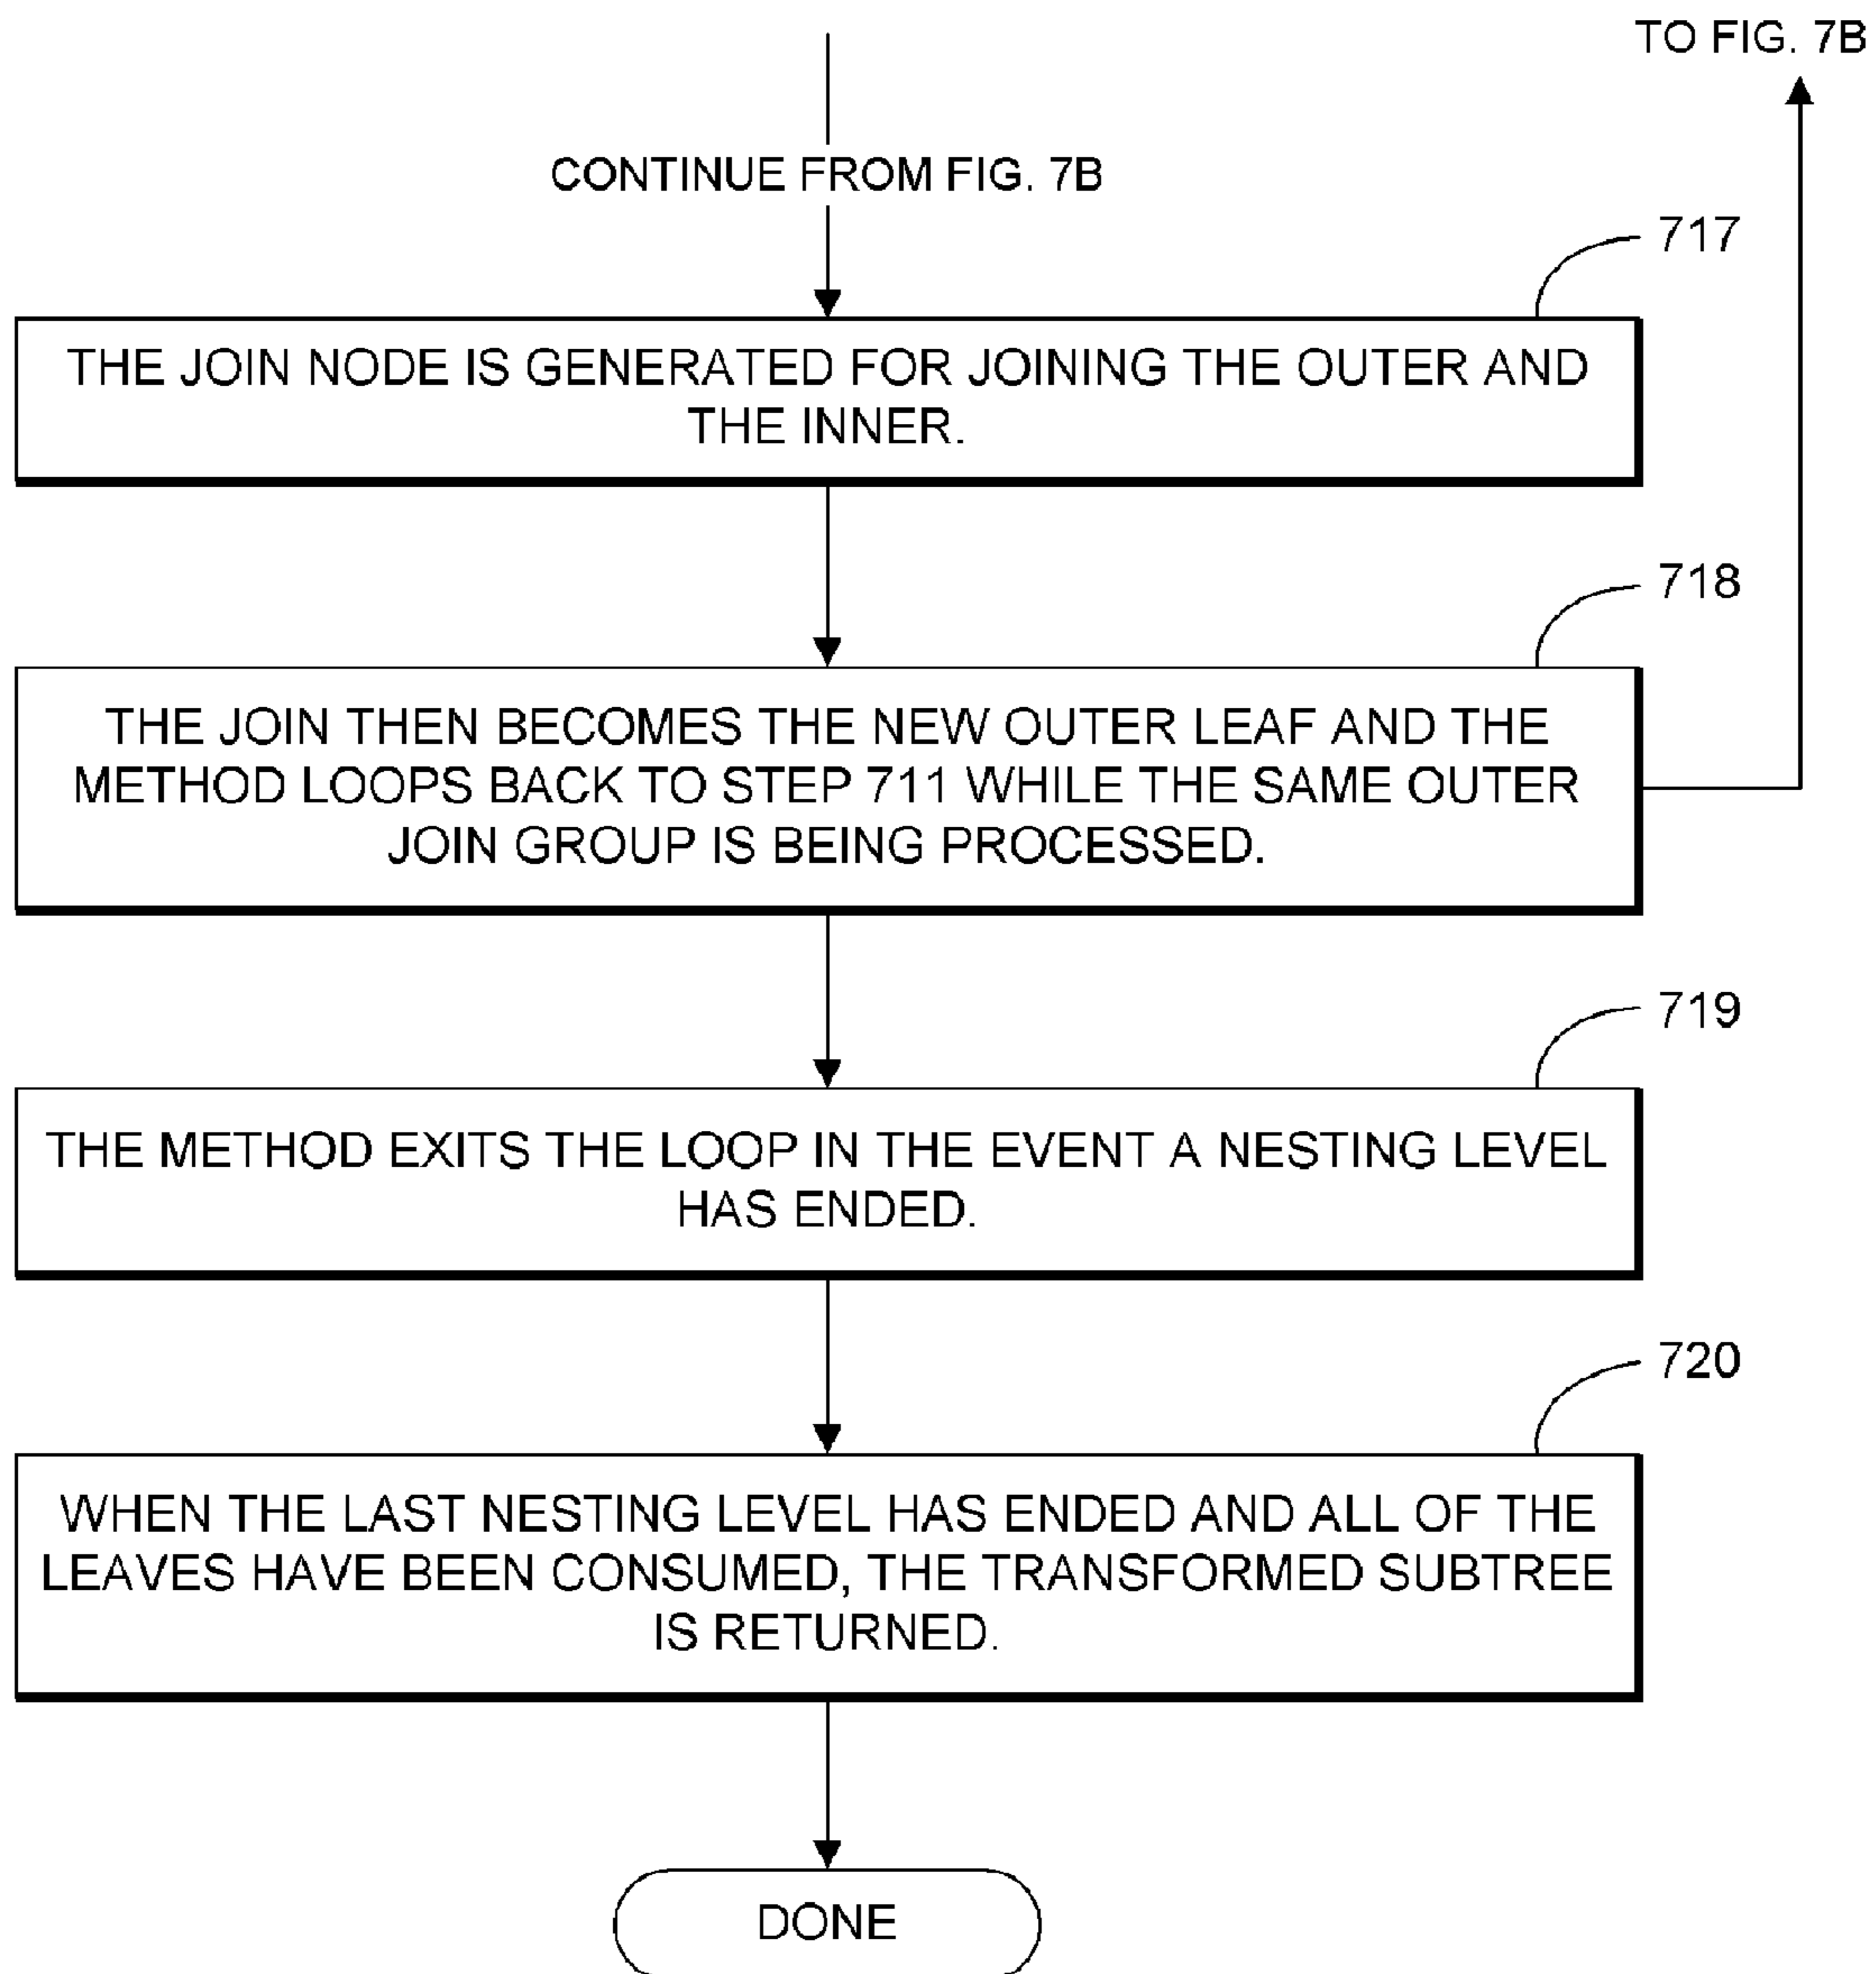 TO FIG. 7B
CONTINUE FROM FIG. 7B
717
THE JOIN NODE IS GENERATED FOR JOINING THE OUTER AND
THE INNER.
718
THE JOIN THEN BECOMES THE NEW OUTER LEAF AND THE
METHOD LOOPS BACK TO STEP 711 WHILE THE SAME OUTER
JOIN GROUP IS BEING PROCESSED.
719
THE METHOD EXITS THE LOOP IN THE EVENT A NESTING LEVEL
HAS ENDED.
720
WHEN THE LAST NESTING LEVEL HAS ENDED AND ALL OF THE
LEAVES HAVE BEEN CONSUMED, THE TRANSFORMED SUBTREE
IS RETURNED.
DONE